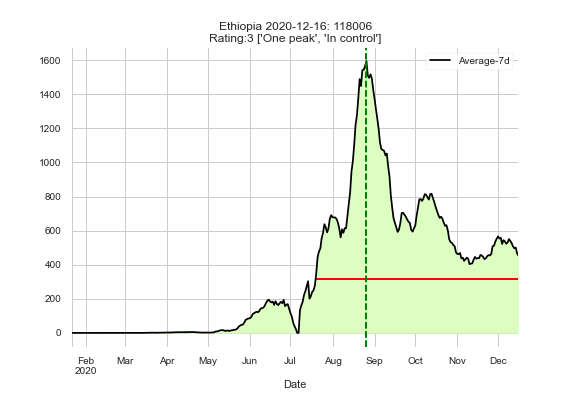 Ethiopia 2020-12-16: 118006
Rating:3 ['One peak', 'In control']
Average-7d
1600
1400
1200
1000
800
600
400
200
0
Feb Mar Apr May Jun Jul Aug Sep Oct Nov Dec
2020
Date